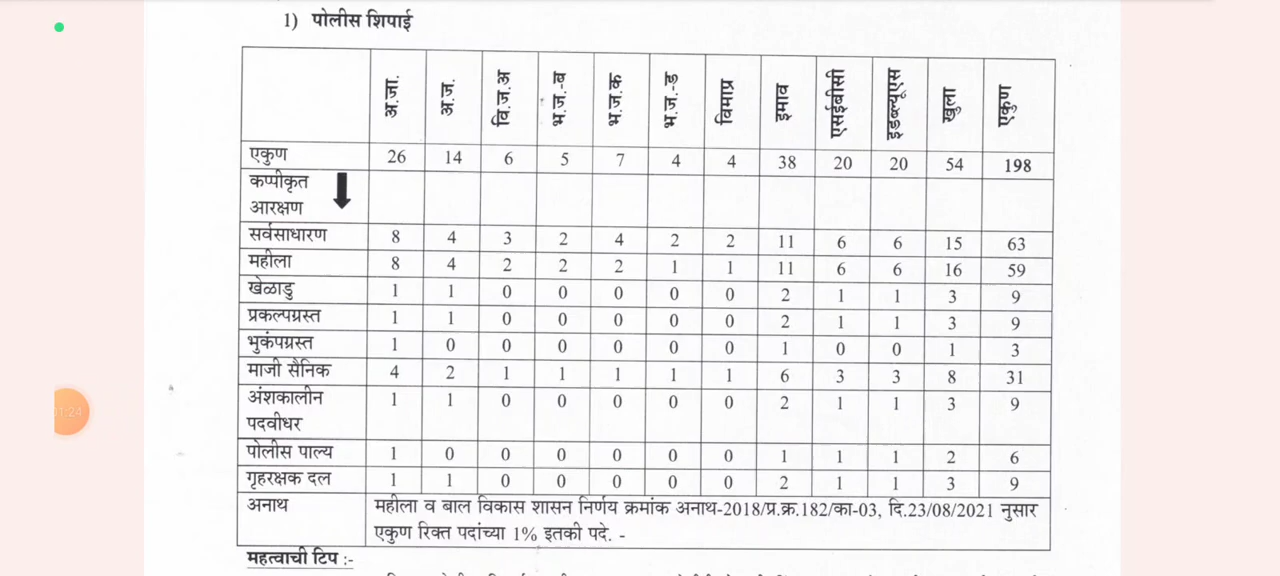 1) पोलीस शिपाई
अ.जा. अ.ज. वि.ज.अ भ.ज.-ब भ.ज.क भ.ज.-ड विमाप्र इमाव एसईबीसी इडब्ल्यूएस खुला एकुण
एकुण 26 14 6 5 7 4 4 38 20 20 54 198
कप्पीकृत
आरक्षण
सर्वसाधारण 8 4 3 2 4 2 2 11 6 6 15 63
महीला 8 4 2 2 2 1 1 11 6 6 16 59
खेळाडु 1 1 0 0 0 0 0 2 1 1 3 9
प्रकल्पग्रस्त 1 1 0 0 0 0 0 2 1 1 3 9
भुकंपग्रस्त 1 0 0 0 0 0 0 1 0 0 1 3
माजी सैनिक 4 2 1 1 1 1 1 6 3 3 8 31
अंशकालीन 1 1 0 0 0 0 0 2 1 1 3 9
पदवीधर
पोलीस पाल्य 1 0 0 0 0 0 0 1 1 1 2 6
गृहरक्षक दल 1 1 0 0 0 0 0 2 1 1 3 9
अनाथ महीला व बाल विकास शासन निर्णय क्रमांक अनाथ-2018/प्र.क्र.182/का-03, दि.23/08/2021 नुसार
एकुण रिक्त पदांच्या 1% इतकी पदे. -
महत्वाची टिप :-
01:24